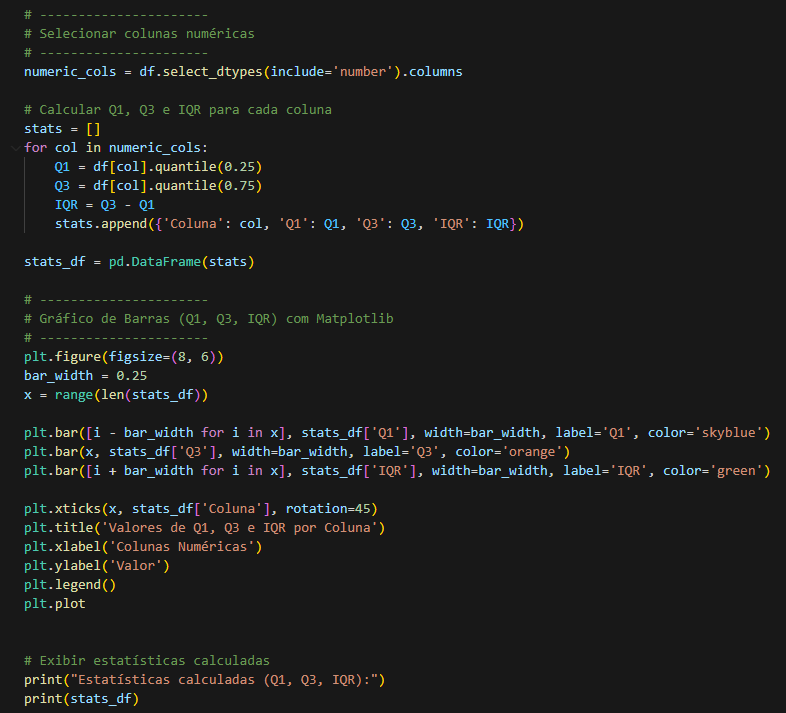 # ----------------------
# Selecionar colunas numéricas
# ----------------------
numeric_cols = df.select_dtypes(include='number').columns
# Calcular Q1, Q3 e IQR para cada coluna
stats = []
for col in numeric_cols:
    Q1 = df[col].quantile(0.25)
    Q3 = df[col].quantile(0.75)
    IQR = Q3 - Q1
    stats.append({'Coluna': col, 'Q1': Q1, 'Q3': Q3, 'IQR': IQR})
stats_df = pd.DataFrame(stats)
# ----------------------
# Gráfico de Barras (Q1, Q3, IQR) com Matplotlib
# ----------------------
plt.figure(figsize=(8, 6))
bar_width = 0.25
x = range(len(stats_df))
plt.bar([i - bar_width for i in x], stats_df['Q1'], width=bar_width, label='Q1', color='skyblue')
plt.bar(x, stats_df['Q3'], width=bar_width, label='Q3', color='orange')
plt.bar([i + bar_width for i in x], stats_df['IQR'], width=bar_width, label='IQR', color='green')
plt.xticks(x, stats_df['Coluna'], rotation=45)
plt.title('Valores de Q1, Q3 e IQR por Coluna')
plt.xlabel('Colunas Numéricas')
plt.ylabel('Valor')
plt.legend()
plt.plot
# Exibir estatísticas calculadas
print("Estatísticas calculadas (Q1, Q3, IQR):")
print(stats_df)